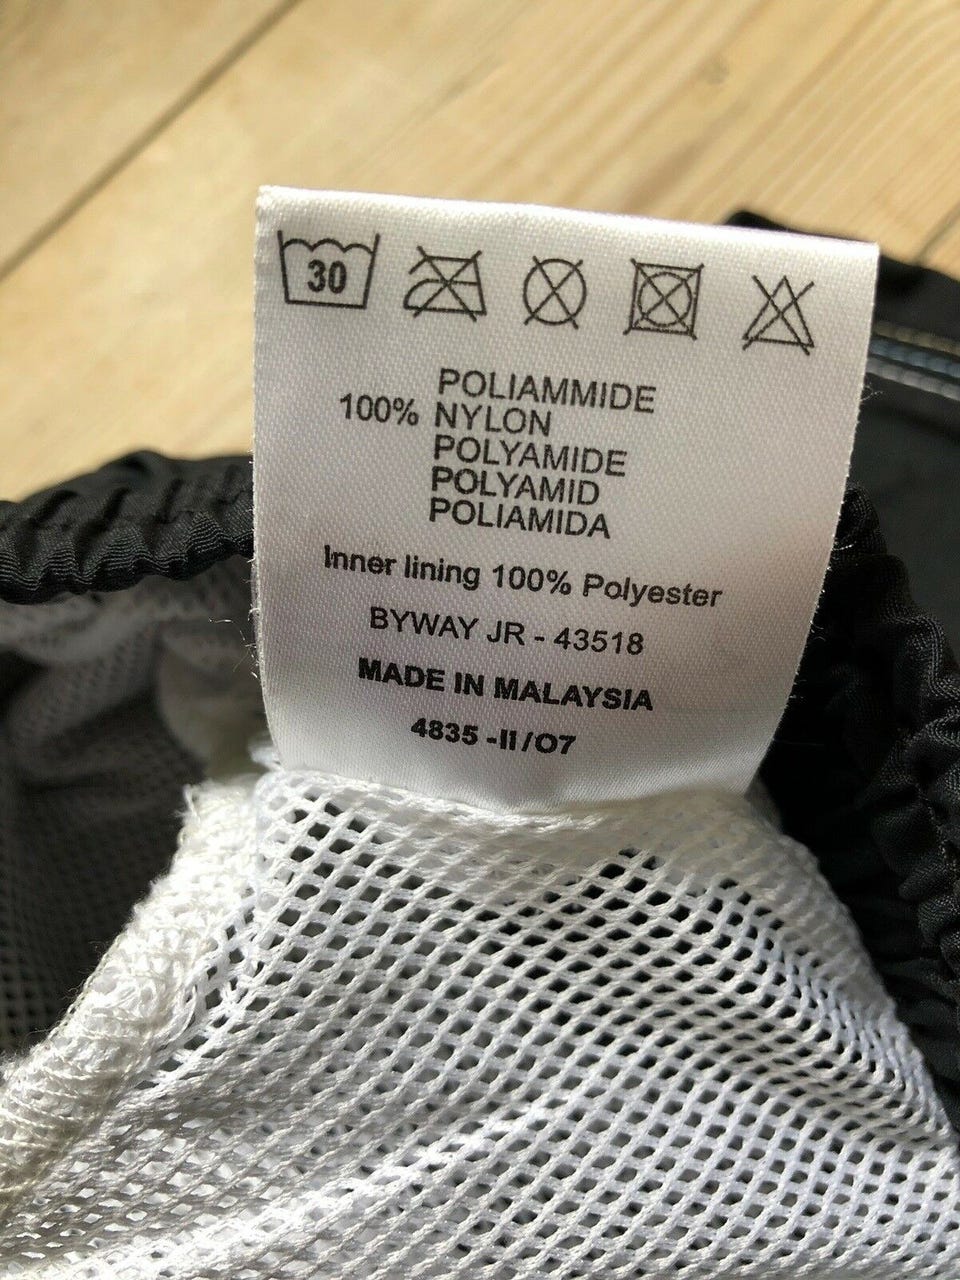 30
POLIAMMIDE
100% NYLON
POLYAMIDE
POLYAMID
POLIAMIDA
Inner lining 100% Polyester
BYWAY JR - 43518
MADE IN MALAYSIA
4835 -II/07